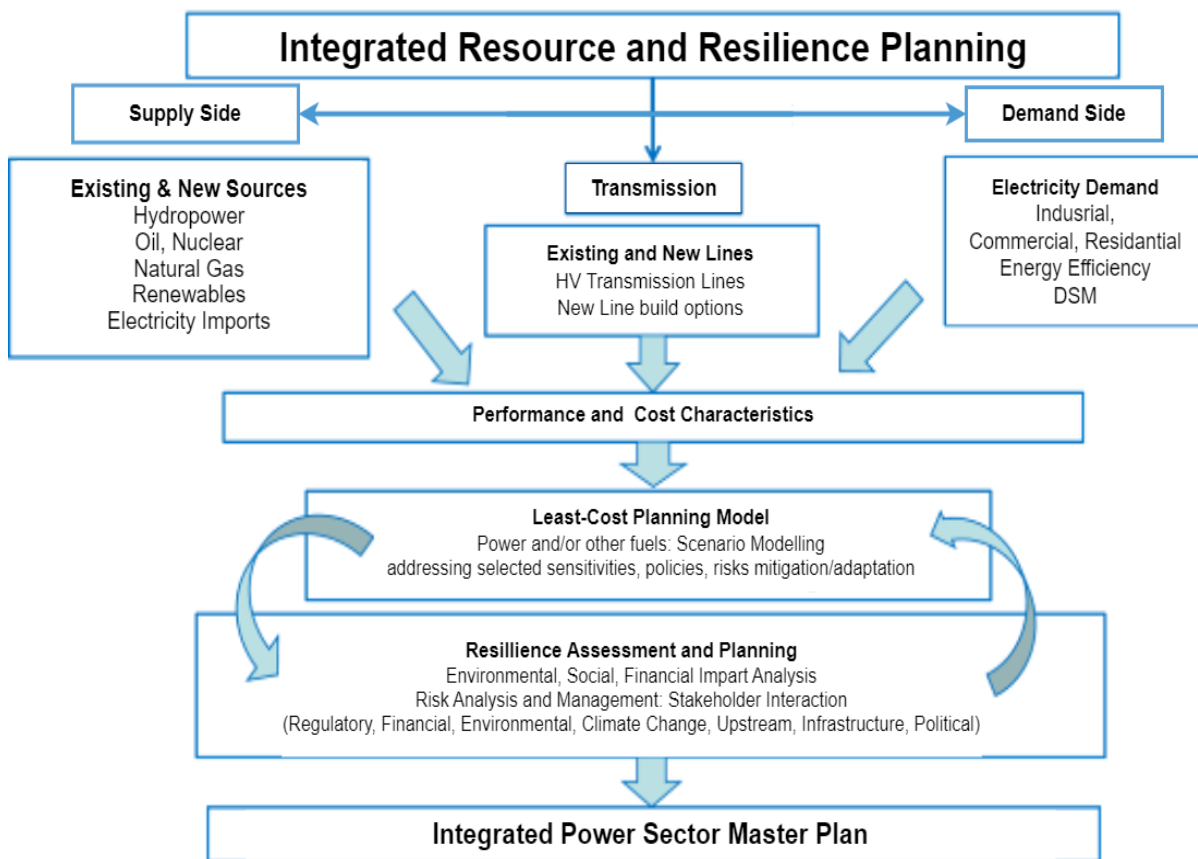 Integrated Resource and Resilience Planning
Supply Side
Demand Side
Transmission
Existing & New Sources
Hydropower
Oil, Nuclear
Natural Gas
Renewables
Electricity Imports
Existing and New Lines
HV Transmission Lines
New Line build options
Electricity Demand
Indusrial,
Commercial, Residantial
Energy Efficiency
DSM
Performance and Cost Characteristics
Least-Cost Planning Model
Power and/or other fuels: Scenario Modelling
addressing selected sensitivities, policies, risks mitigation/adaptation
Resillience Assessment and Planning
Environmental, Social, Financial Impart Analysis
Risk Analysis and Management: Stakeholder Interaction
(Regulatory, Financial, Environmental, Climate Change, Upstream, Infrastructure, Political)
Integrated Power Sector Master Plan